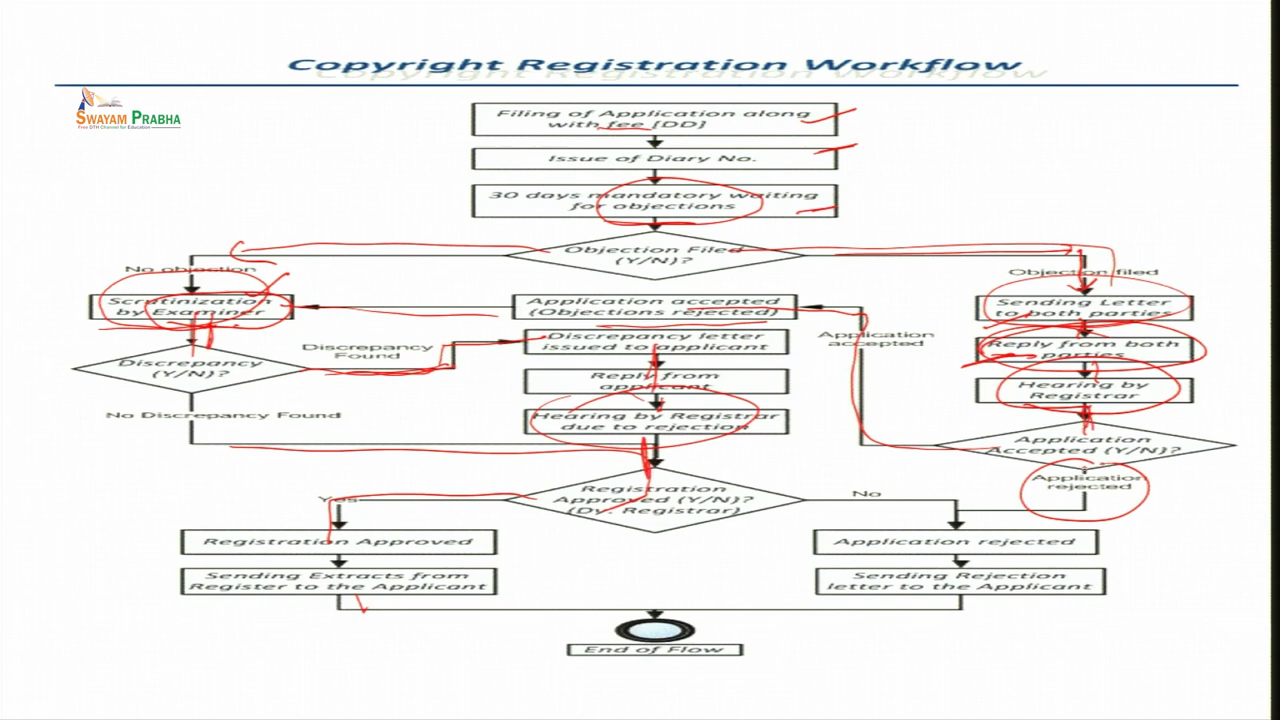 Copyright Registration Workflow
SWAYAM PRABHA
Free DTH Channel for Education
Filing of Application along
with fee [DD]
Issue of Diary No.
30 days mandatory waiting
for objections
Objection Filed
(Y/N)?
No objection
Objection filed
Scrutinization
by Examiner
Application accepted
(Objections rejected)
Sending Letter
to both parties
Discrepancy
Found
Discrepancy letter
issued to applicant
Application
accepted
Reply from both
parties
Discrepancy
(Y/N)?
Reply from
applicant
Hearing by
Registrar
No Discrepancy Found
Hearing by Registrar
due to rejection
Application
Accepted (Y/N)?
Application
rejected
Registration
Approved (Y/N)?
(Dy. Registrar)
Yes
No
Registration Approved
Application rejected
Sending Extracts from
Register to the Applicant
Sending Rejection
letter to the Applicant
End of Flow